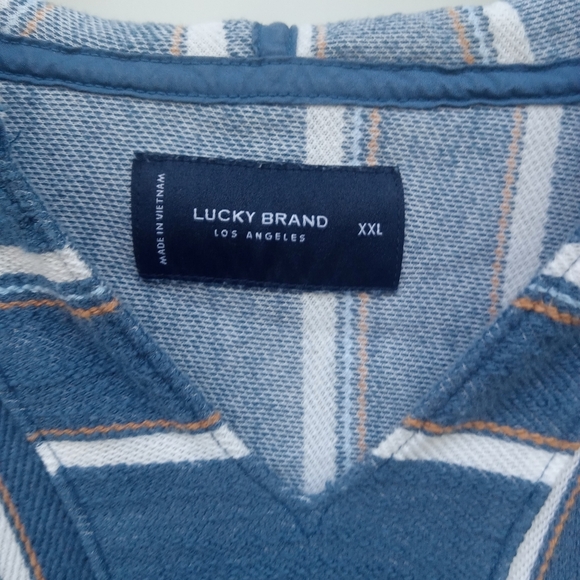 MADE IN VIETNAM
LUCKY BRAND
LOS ANGELES
XXL